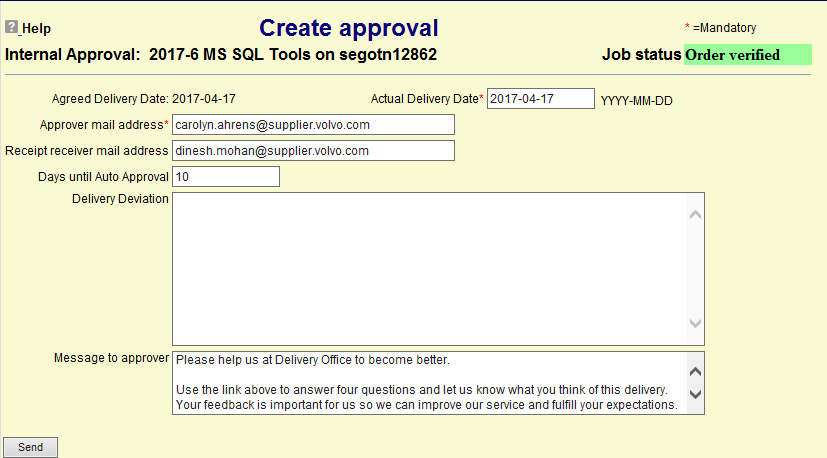 ? Help
Create approval
* =Mandatory
Internal Approval: 2017-6 MS SQL Tools on segotn12862
Job status Order verified
Agreed Delivery Date: 2017-04-17
Actual Delivery Date* 2017-04-17 YYYY-MM-DD
Approver mail address* carolyn.ahrens@supplier.volvo.com
Receipt receiver mail address dinesh.mohan@supplier.volvo.com
Days until Auto Approval 10
Delivery Deviation
Message to approver Please help us at Delivery Office to become better.
Use the link above to answer four questions and let us know what you think of this delivery.
Your feedback is important for us so we can improve our service and fulfill your expectations.
Send